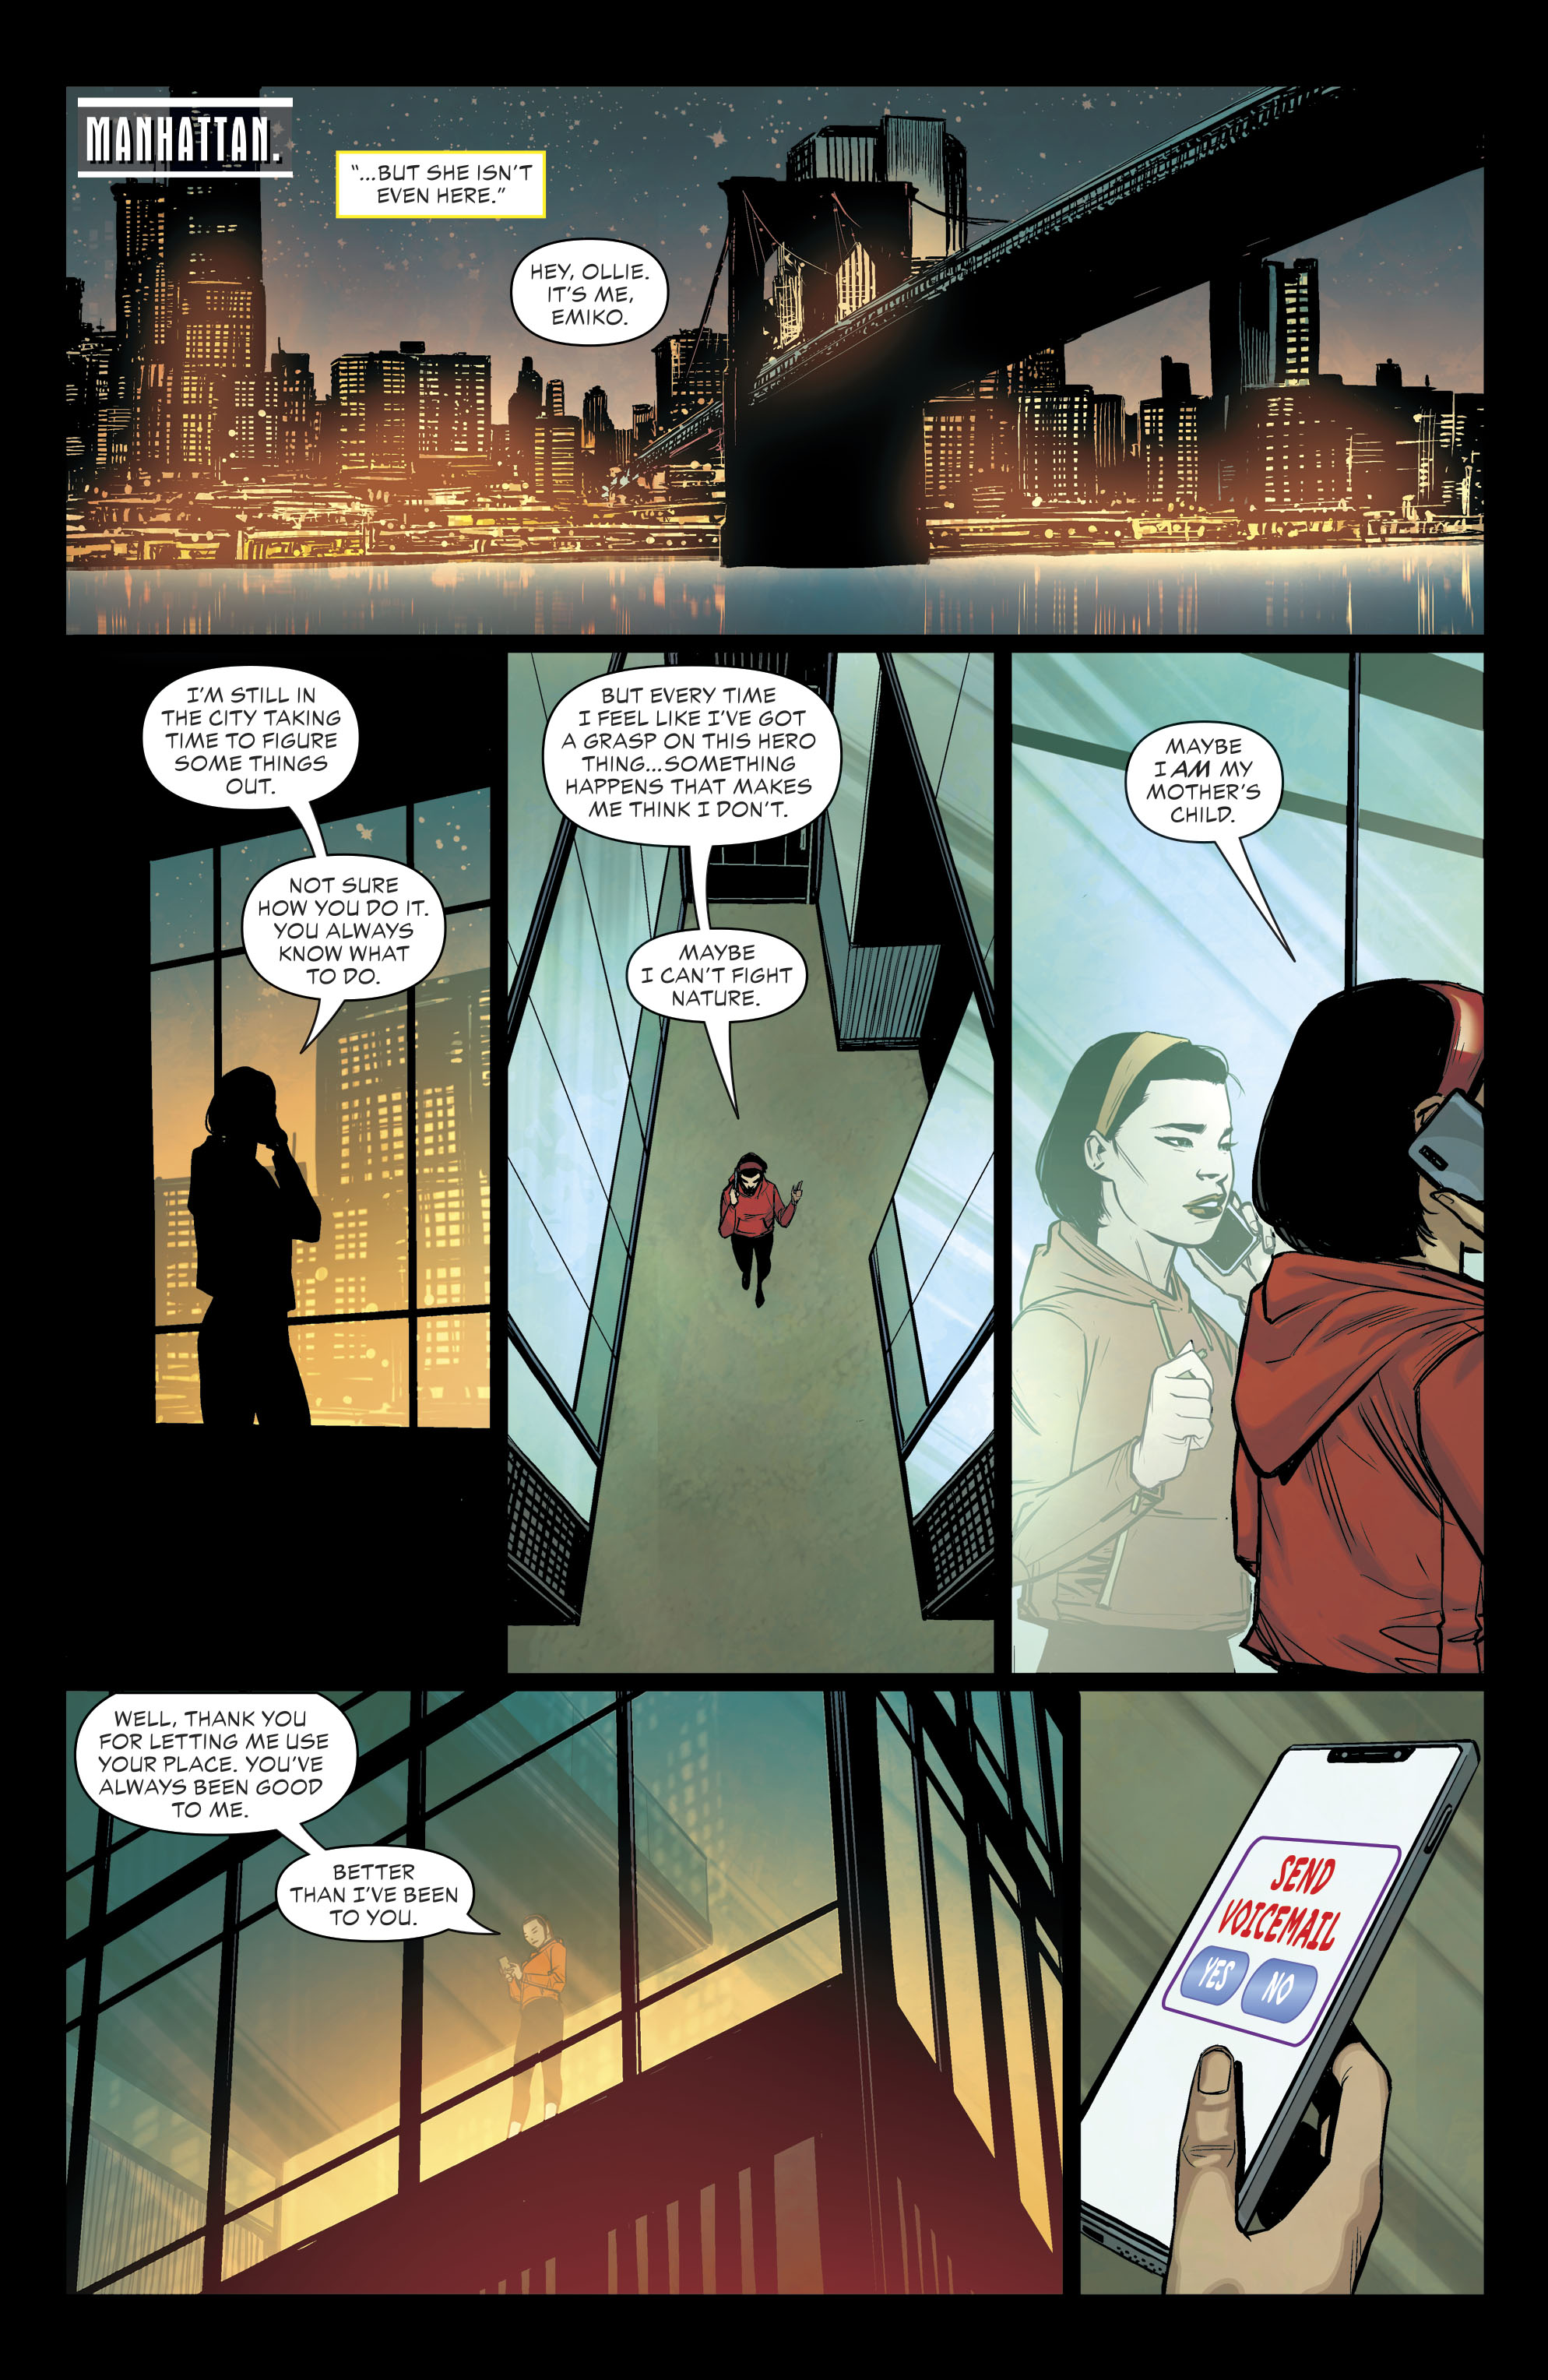 MANHATTAN.
"...BUT SHE ISN'T
EVEN HERE."
HEY, OLLIE.
IT'S ME,
EMIKO.
I'M STILL IN
THE CITY TAKING
TIME TO FIGURE
SOME THINGS
OUT.
NOT SURE
HOW YOU DO IT.
YOU ALWAYS
KNOW WHAT
TO DO.
BUT EVERY TIME
I FEEL LIKE I'VE GOT
A GRASP ON THIS HERO
THING...SOMETHING
HAPPENS THAT MAKES
ME THINK I DON'T.
MAYBE
I CAN'T FIGHT
NATURE.
MAYBE
I AM MY
MOTHER'S
CHILD.
WELL, THANK YOU
FOR LETTING ME USE
YOUR PLACE. YOU'VE
ALWAYS BEEN GOOD
TO ME.
BETTER
THAN I'VE BEEN
TO YOU.
SEND
VOICEMAIL
YES NO